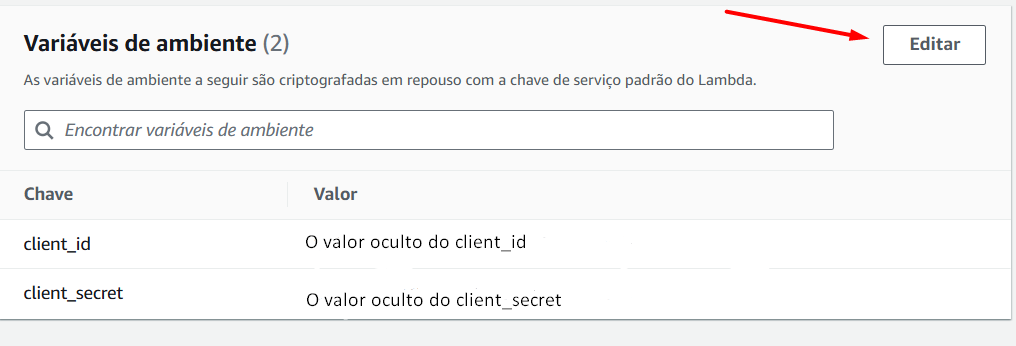 Variáveis de ambiente (2)
Editar
As variáveis de ambiente a seguir são criptografadas em repouso com a chave de serviço padrão do Lambda.
Encontrar variáveis de ambiente
Chave Valor
client_id O valor oculto do client_id
client_secret O valor oculto do client_secret